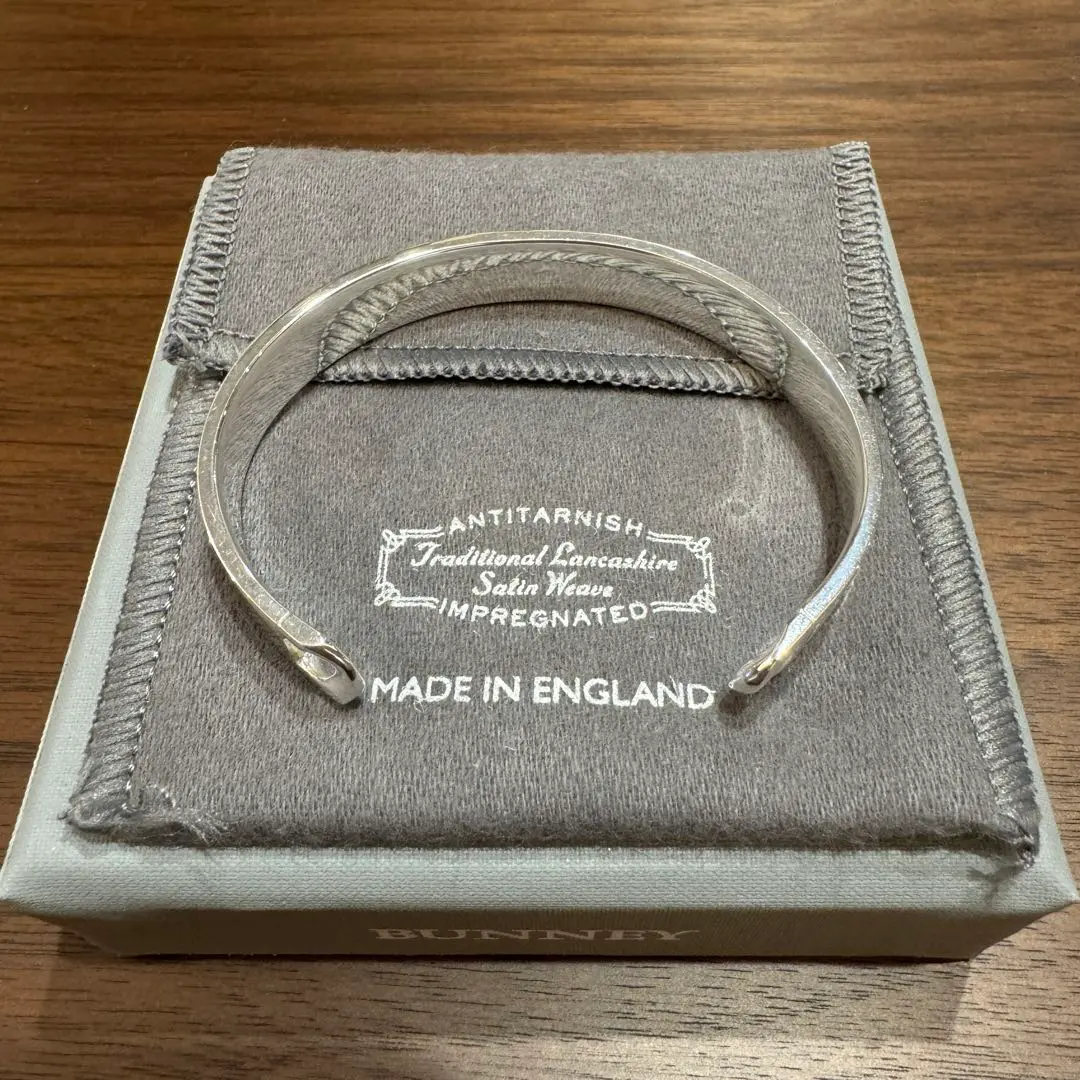 ANTITARNISH
Traditional Lancashire
Satin Weave
IMPREGNATED
MADE IN ENGLAND
BUNNEY